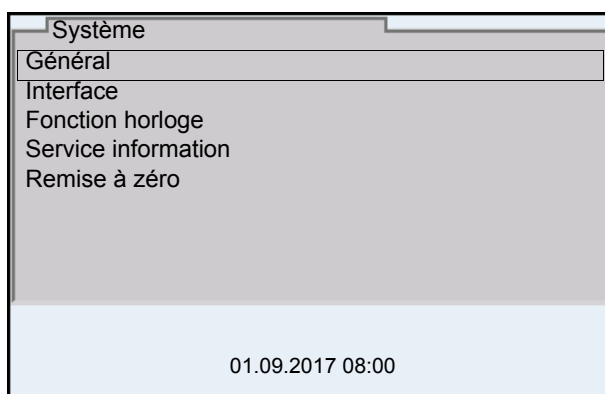 Système
Général
Interface
Fonction horloge
Service information
Remise à zéro
01.09.2017 08:00